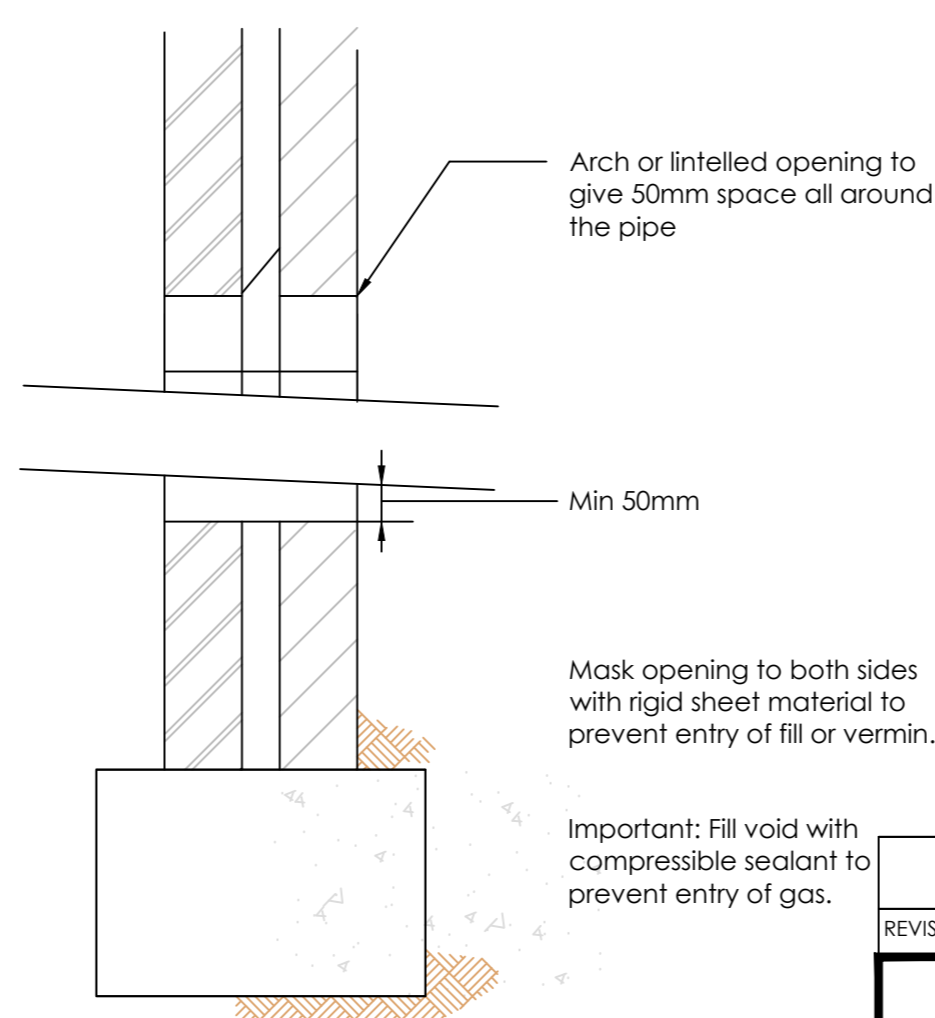 Arch or lintelled opening to
give 50mm space all around
the pipe
Min 50mm
Mask opening to both sides
with rigid sheet material to
prevent entry of fill or vermin.
Important: Fill void with
compressible sealant to
prevent entry of gas.
REVIS